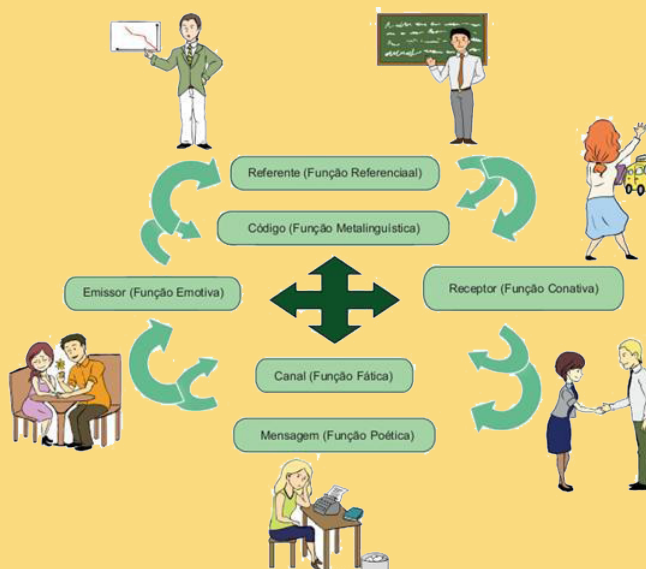 Referente (Função Referenciaal)
Código (Função Metalinguística)
Emissor (Função Emotiva)
Receptor (Função Conativa)
Canal (Função Fática)
Mensagem (Função Poética)